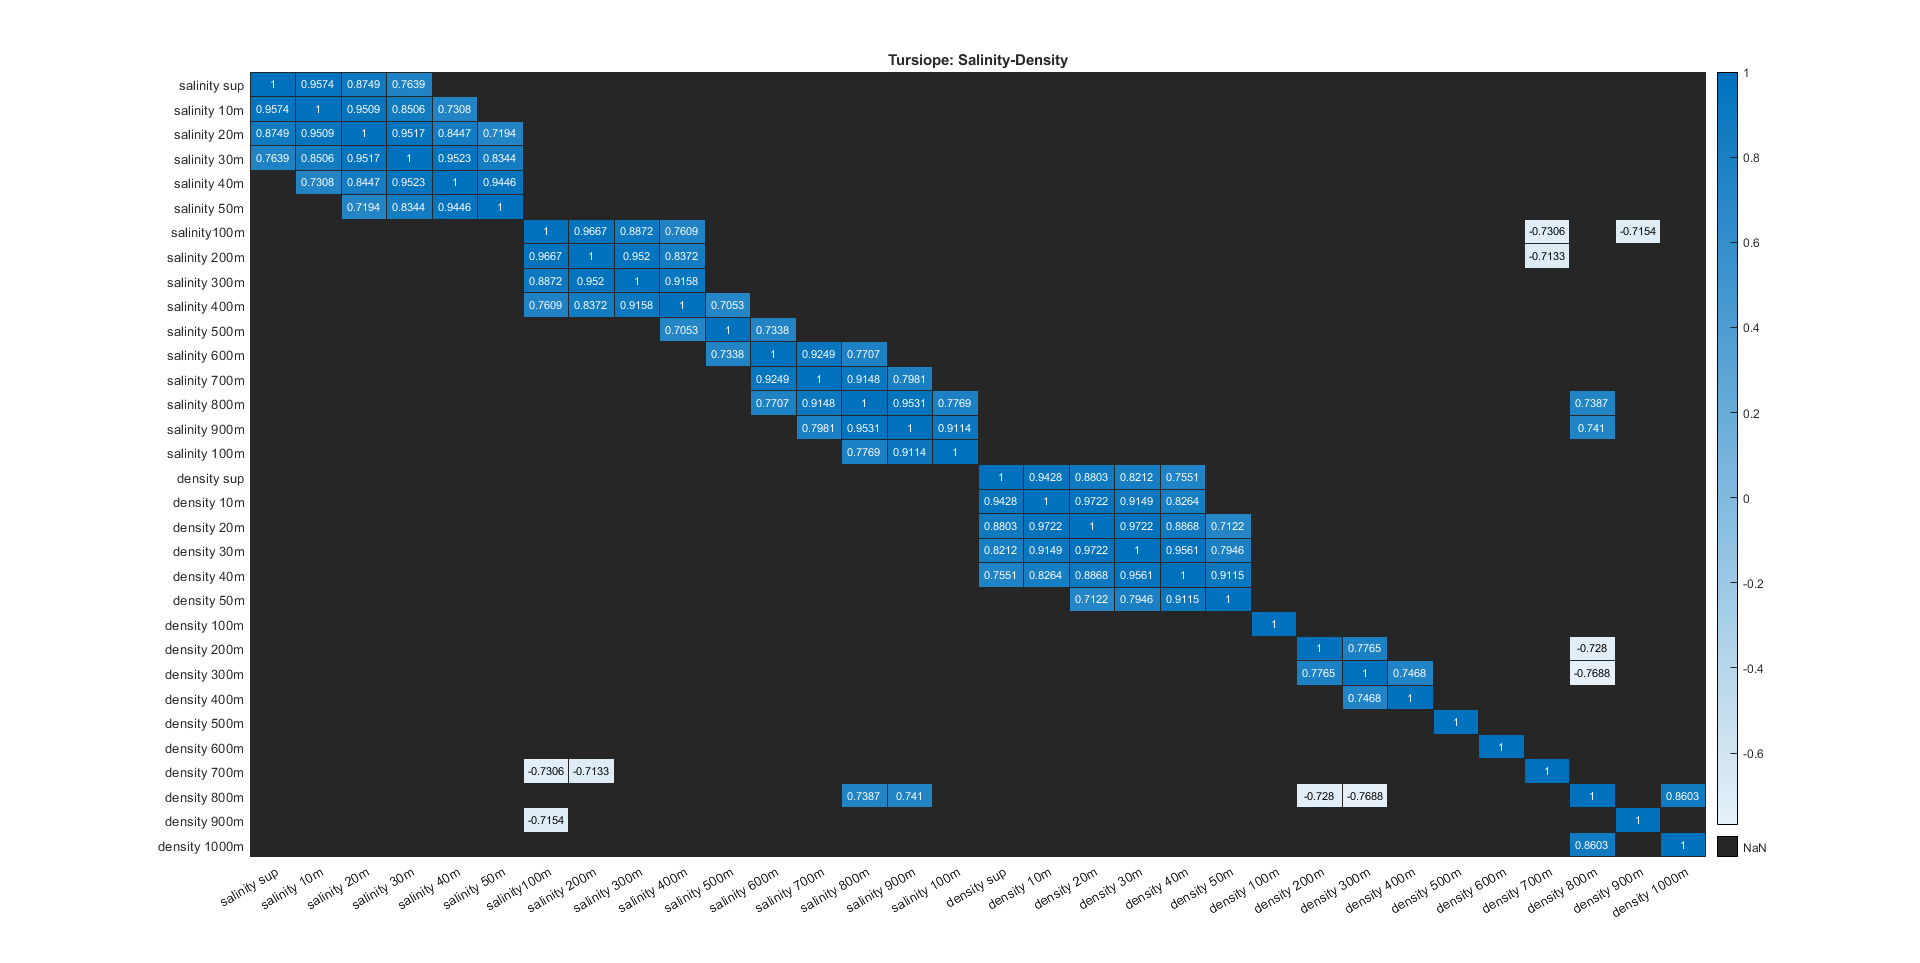 Tursiope: Salinity-Density
salinity sup 1 0.9574 0.8749 0.7639
salinity 10m 0.9574 1 0.9509 0.8506 0.7308
salinity 20m 0.8749 0.9509 1 0.9517 0.8447 0.7194
salinity 30m 0.7639 0.8506 0.9517 1 0.9523 0.8344
salinity 40m 0.7308 0.8447 0.9523 1 0.9446
salinity 50m 0.7194 0.8344 0.9446 1
salinity100m 1 0.9667 0.8872 0.7609 -0.7306 -0.7154
salinity 200m 0.9667 1 0.952 0.8372 -0.7133
salinity 300m 0.8872 0.952 1 0.9158
salinity 400m 0.7609 0.8372 0.9158 1 0.7053
salinity 500m 0.7053 1 0.7338
salinity 600m 0.7338 1 0.9249 0.7707
salinity 700m 0.9249 1 0.9148 0.7981
salinity 800m 0.7707 0.9148 1 0.9531 0.7769 0.7387
salinity 900m 0.7981 0.9531 1 0.9114 0.741
salinity 100m 0.7769 0.9114 1
density sup 1 0.9428 0.8803 0.8212 0.7551
density 10m 0.9428 1 0.9722 0.9149 0.8264
density 20m 0.8803 0.9722 1 0.9722 0.8868 0.7122
density 30m 0.8212 0.9149 0.9722 1 0.9561 0.7946
density 40m 0.7551 0.8264 0.8868 0.9561 1 0.9115
density 50m 0.7122 0.7946 0.9115 1
density 100m 1
density 200m 1 0.7765 -0.728
density 300m 0.7765 1 0.7468 -0.7688
density 400m 0.7468 1
density 500m 1
density 600m 1
density 700m -0.7306 -0.7133 1
density 800m 0.7387 0.741 -0.728 -0.7688 1 0.8603
density 900m -0.7154 1
density 1000m 0.8603 1
salinity sup salinity 10m salinity 20m salinity 30m salinity 40m salinity 50m salinity100m salinity 200m salinity 300m salinity 400m salinity 500m salinity 600m salinity 700m salinity 800m salinity 900m salinity 100m density sup density 10m density 20m density 30m density 40m density 50m density 100m density 200m density 300m density 400m density 500m density 600m density 700m density 800m density 900m density 1000m
1
0.8
0.6
0.4
0.2
0
-0.2
-0.4
-0.6
NaN